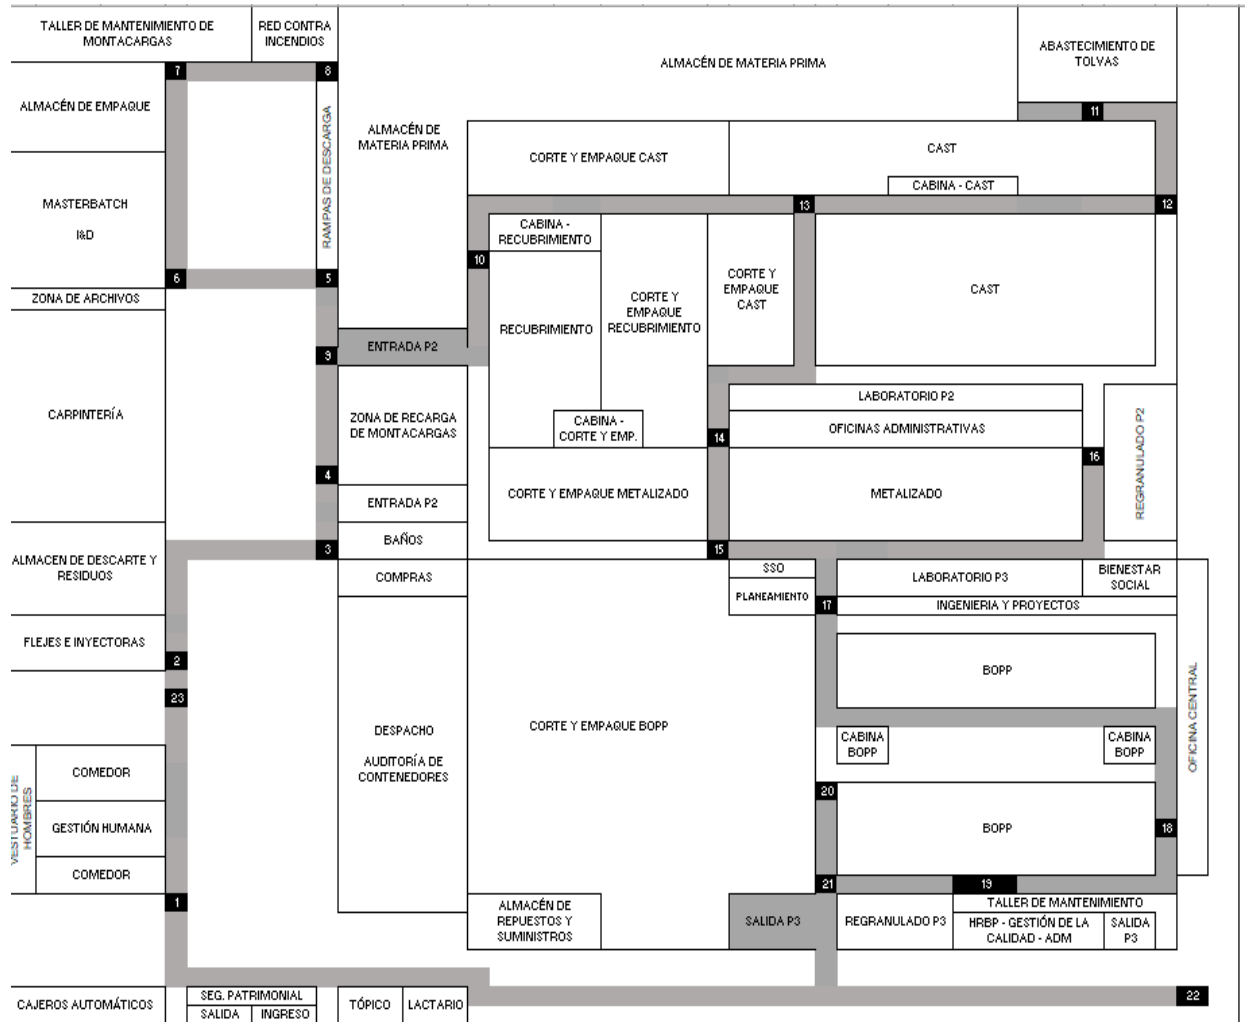 TALLER DE MANTENIMIENTO DE
MONTACARGAS
RED CONTRA
INCENDIOS
ALMACÉN DE MATERIA PRIMA
ABASTECIMIENTO DE
TOLVAS
7
8
ALMACÉN DE EMPAQUE
RAMPAS DE DESCARGA
ALMACÉN DE
MATERIA PRIMA
11
CORTE Y EMPAQUE CAST
CAST
CABINA - CAST
MASTERBATCH
I&D
13
12
CABINA -
RECUBRIMIENTO
10
6
5
CORTE Y
EMPAQUE
CAST
CAST
ZONA DE ARCHIVOS
CORTE Y
EMPAQUE
RECUBRIMIENTO
RECUBRIMIENTO
ENTRADA P2
9
CARPINTERÍA
ZONA DE RECARGA
DE MONTACARGAS
LABORATORIO P2
CABINA -
CORTE Y EMP.
OFICINAS ADMINISTRATIVAS
14
16
REGRANULADO P2
4
CORTE Y EMPAQUE METALIZADO
METALIZADO
ENTRADA P2
BAÑOS
3
15
ALMACEN DE DESCARTE Y
RESIDUOS
COMPRAS
SSO
LABORATORIO P3
BIENESTAR
SOCIAL
PLANEAMIENTO
17
INGENIERIA Y PROYECTOS
FLEJES E INYECTORAS
2
BOPP
23
OFICINA CENTRAL
DESPACHO
AUDITORÍA DE
CONTENEDORES
CORTE Y EMPAQUE BOPP
CABINA
BOPP
CABINA
BOPP
VESTUARIO DE
HOMBRES
COMEDOR
20
GESTIÓN HUMANA
BOPP
18
COMEDOR
21
19
1
ALMACÉN DE
REPUESTOS Y
SUMINISTROS
SALIDA P3
REGRANULADO P3
TALLER DE MANTENIMIENTO
HRBP - GESTIÓN DE LA
CALIDAD - ADM
SALIDA
P3
CAJEROS AUTOMÁTICOS
SEG. PATRIMONIAL
SALIDA
INGRESO
TÓPICO
LACTARIO
22